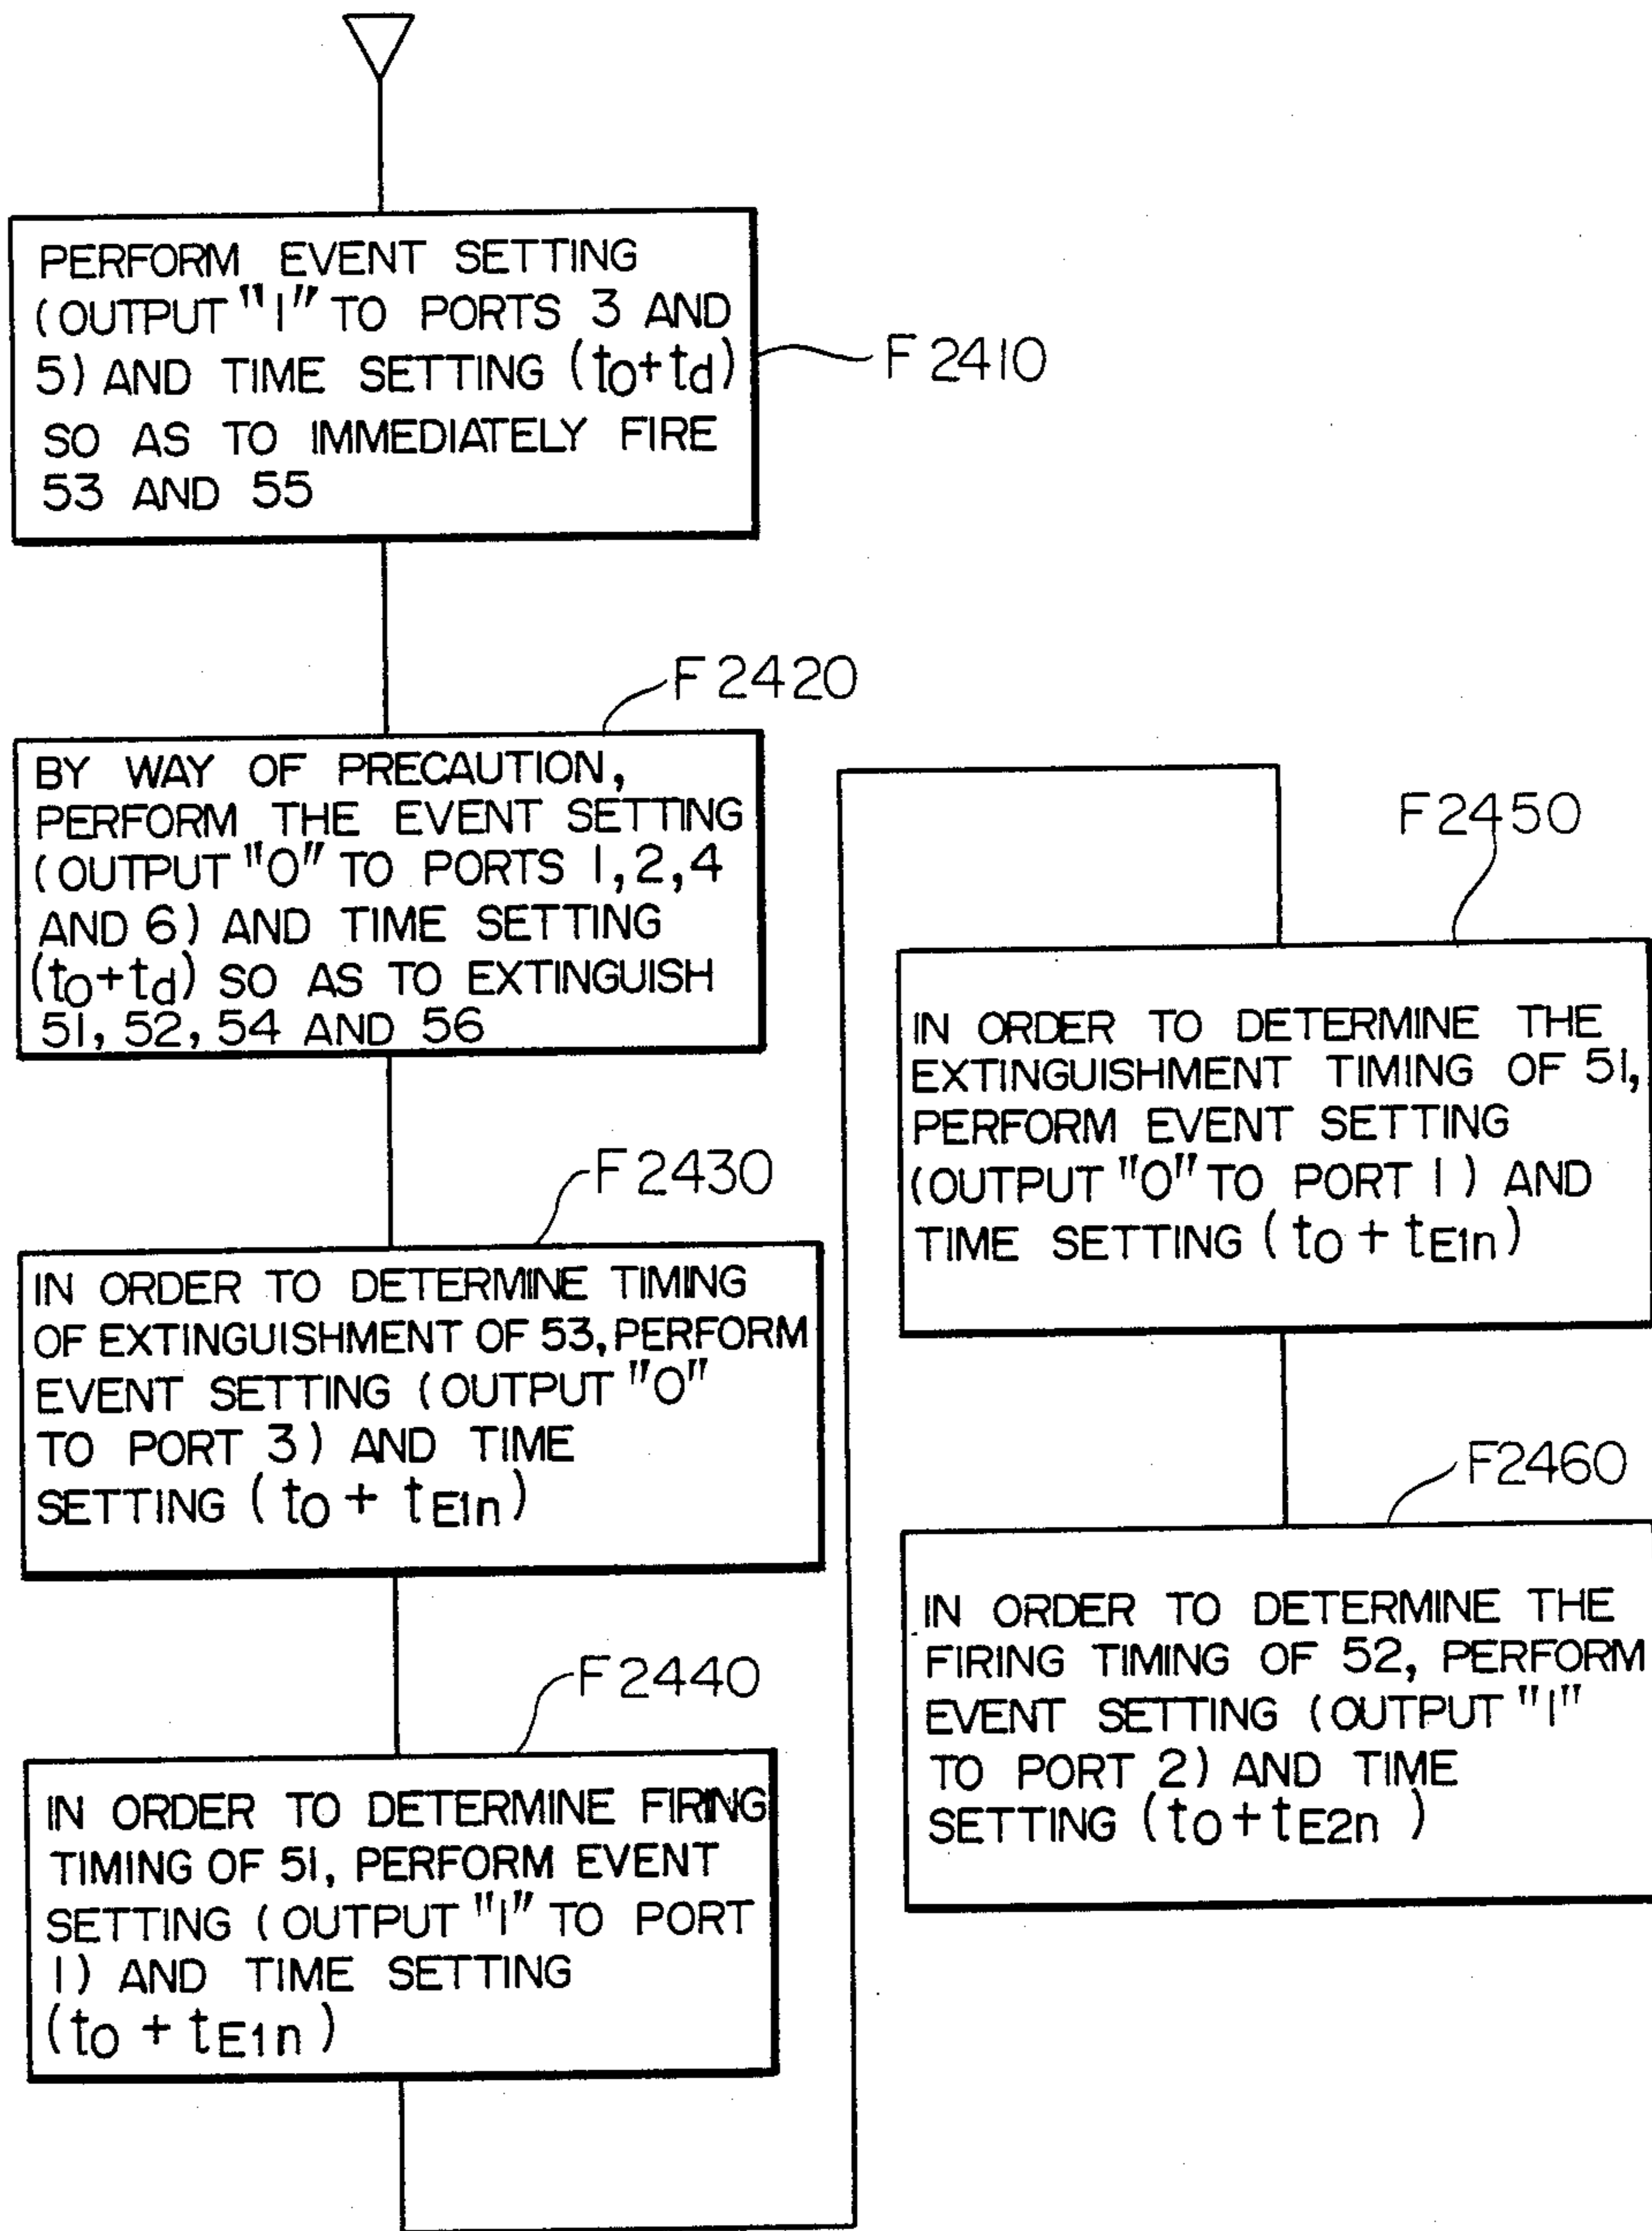 PERFORM EVENT SETTING
(OUTPUT "1" TO PORTS 3 AND
5) AND TIME SETTING (to+td)
SO AS TO IMMEDIATELY FIRE
53 AND 55
F2410
F2420
BY WAY OF PRECAUTION,
PERFORM THE EVENT SETTING
(OUTPUT "0" TO PORTS 1,2,4
AND 6) AND TIME SETTING
(to+td) SO AS TO EXTINGUISH
51, 52, 54 AND 56
F2430
IN ORDER TO DETERMINE TIMING
OF EXTINGUISHMENT OF 53, PERFORM
EVENT SETTING (OUTPUT "0"
TO PORT 3) AND TIME
SETTING (to + tE1n)
F2440
IN ORDER TO DETERMINE FIRING
TIMING OF 51, PERFORM EVENT
SETTING (OUTPUT "1" TO PORT
1) AND TIME SETTING
(to + tE1n)
F2450
IN ORDER TO DETERMINE THE
EXTINGUISHMENT TIMING OF 51,
PERFORM EVENT SETTING
(OUTPUT "0" TO PORT 1) AND
TIME SETTING (to + tE1n)
F2460
IN ORDER TO DETERMINE THE
FIRING TIMING OF 52, PERFORM
EVENT SETTING (OUTPUT "1"
TO PORT 2) AND TIME
SETTING (to+tE2n)